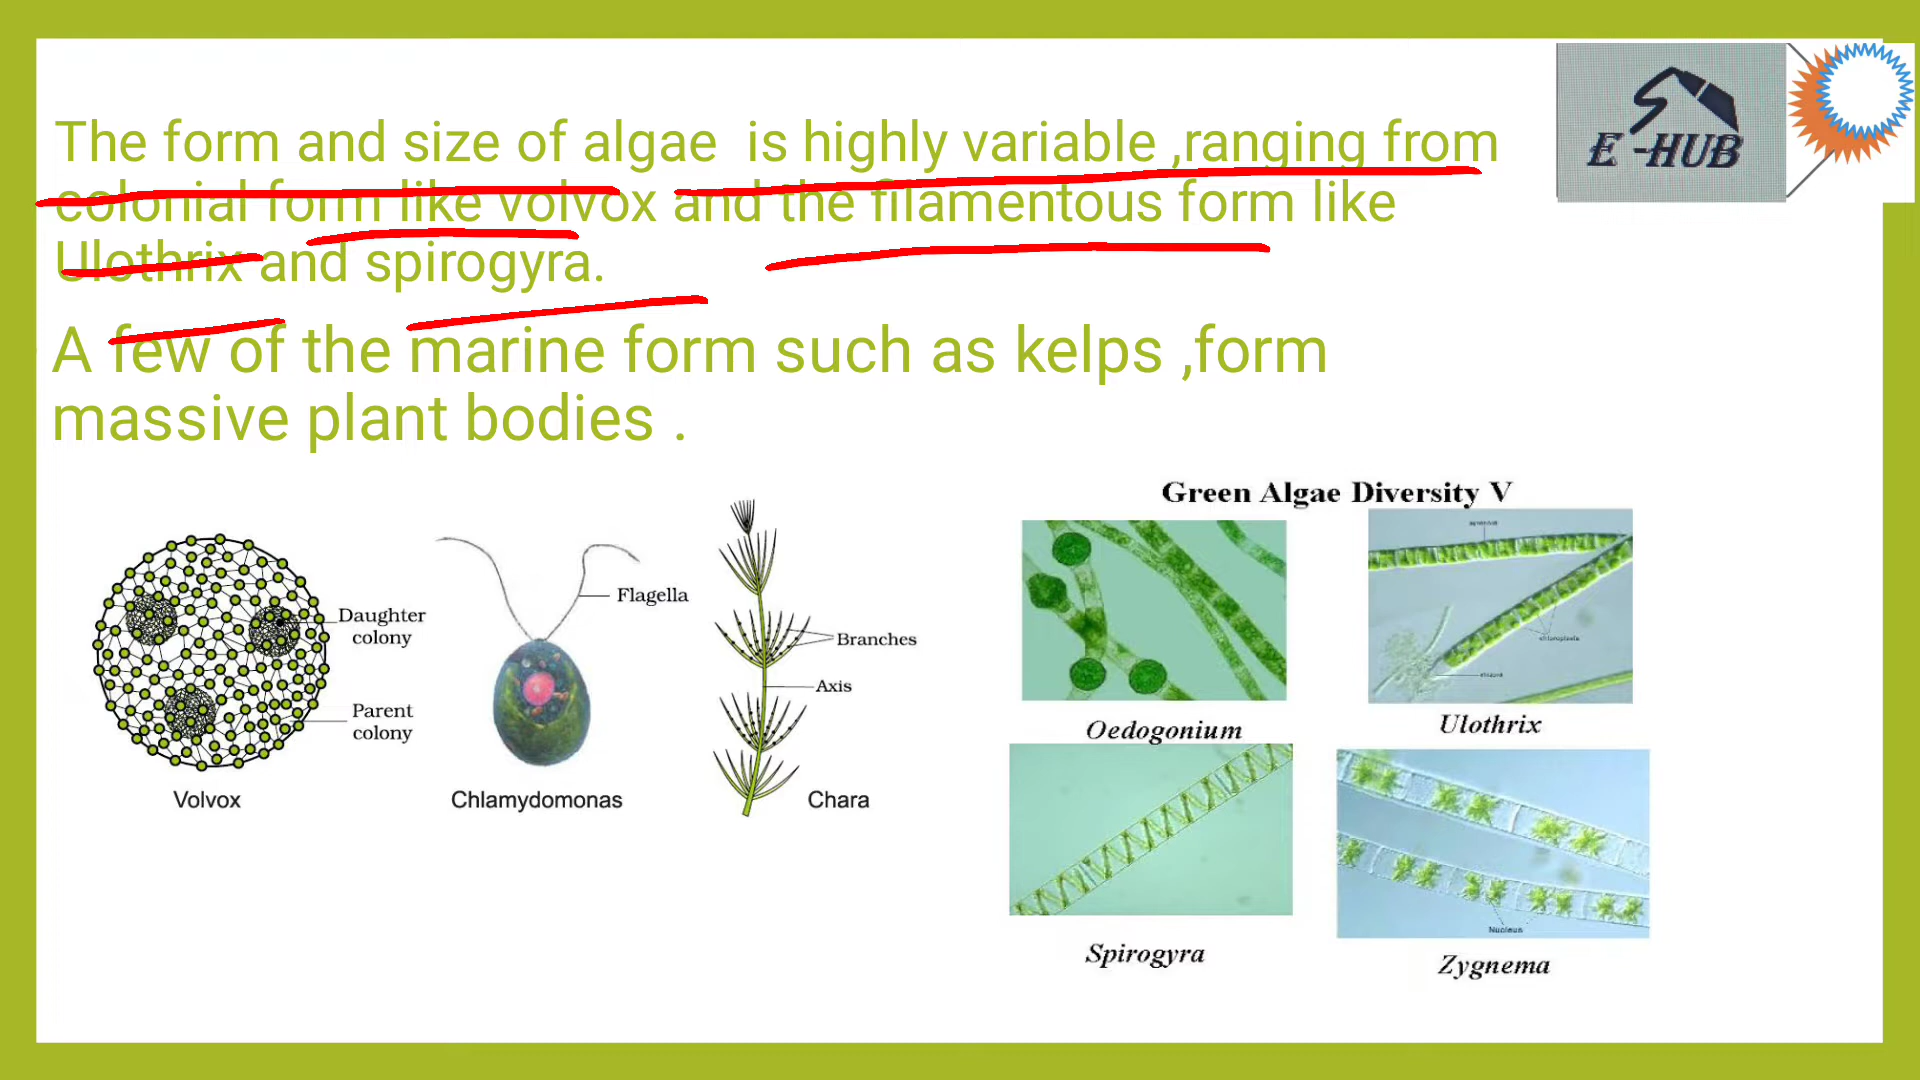 The form and size of algae is highly variable ,ranging from
colonial form like volvox and the filamentous form like
Ulothrix and spirogyra.
A few of the marine form such as kelps ,form
massive plant bodies .
E-HUB
Daughter
colony
Parent
colony
Volvox
Flagella
Chlamydomonas
Branches
Axis
Chara
Green Algae Diversity V
Oedogonium
chloroplasts
Ulothrix
Spirogyra
Nucleus
Zygnema